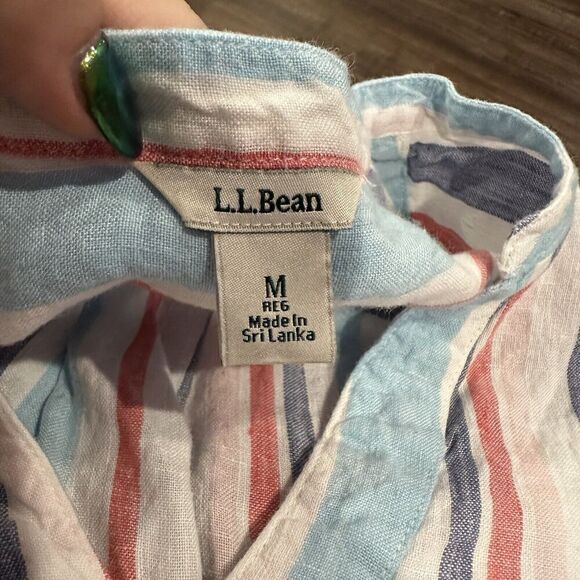 L.L.Bean
M
REG
Made In
Sri Lanka